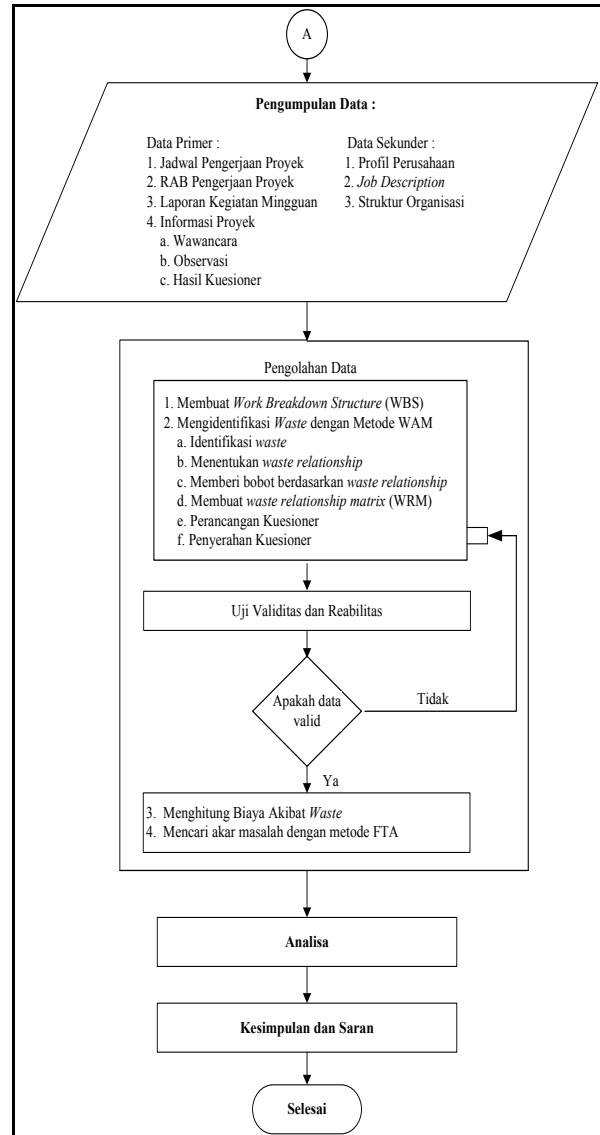 A
Pengumpulan Data :
Data Primer :
1. Jadwal Pengerjaan Proyek
2. RAB Pengerjaan Proyek
3. Laporan Kegiatan Mingguan
4. Informasi Proyek
a. Wawancara
b. Observasi
c. Hasil Kuesioner
Data Sekunder :
1. Profil Perusahaan
2. Job Description
3. Struktur Organisasi
Pengolahan Data
1. Membuat Work Breakdown Structure (WBS)
2. Mengidentifikasi Waste dengan Metode WAM
a. Identifikasi waste
b. Menentukan waste relationship
c. Memberi bobot berdasarkan waste relationship
d. Membuat waste relationship matrix (WRM)
e. Perancangan Kuesioner
f. Penyerahan Kuesioner
Uji Validitas dan Reabilitas
Apakah data
valid
Tidak
Ya
3. Menghitung Biaya Akibat Waste
4. Mencari akar masalah dengan metode FTA
Analisa
Kesimpulan dan Saran
Selesai